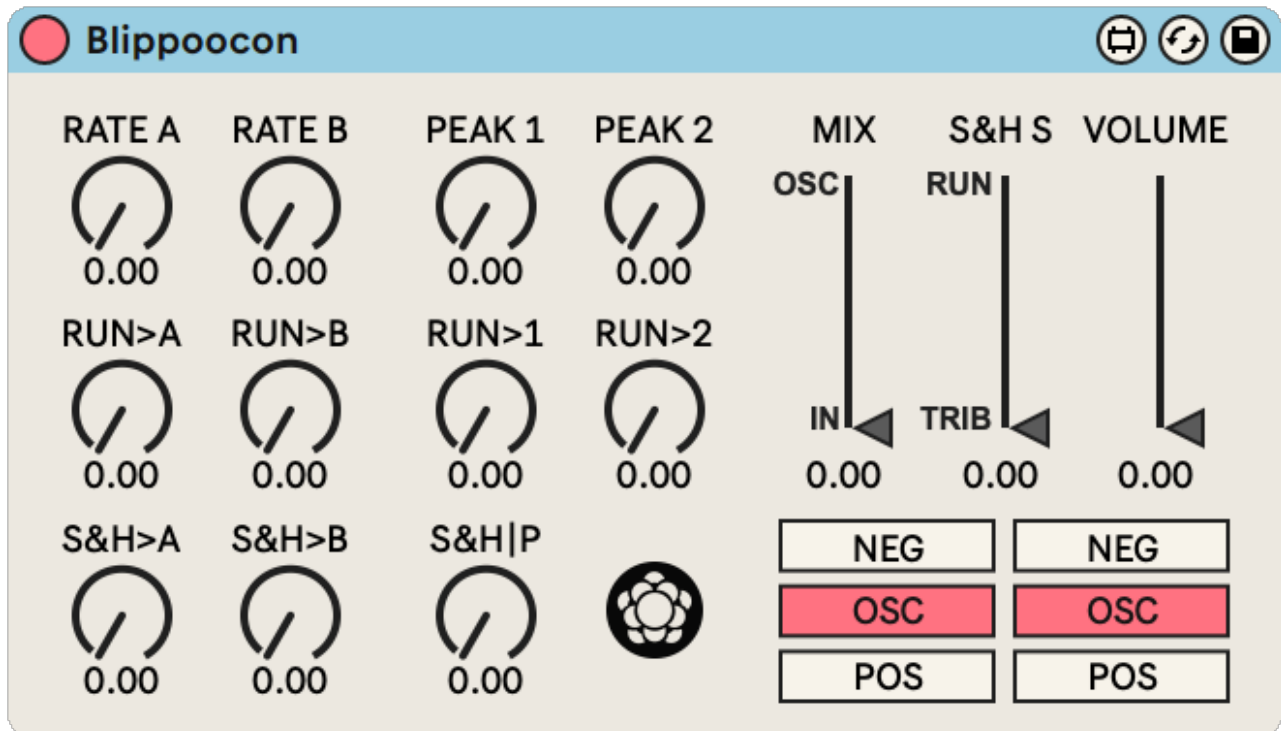 Blippoocon
RATE A RATE B PEAK 1 PEAK 2 MIX S&H S VOLUME
OSC RUN
0.00 0.00 0.00 0.00
RUN>A RUN>B RUN>1 RUN>2
IN TRIB
0.00 0.00 0.00 0.00 0.00 0.00 0.00
S&H>A S&H>B S&H|P
NEG NEG
OSC OSC
POS POS
0.00 0.00 0.00